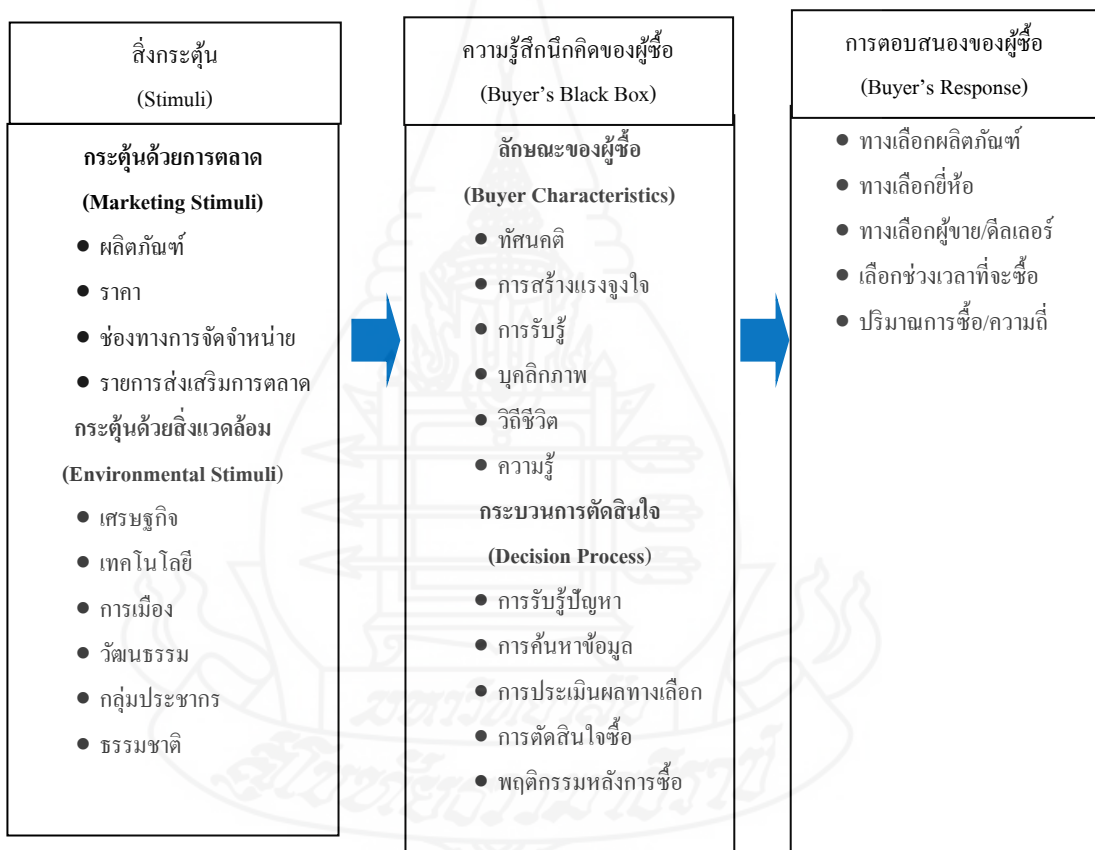 สิ่งกระตุ้น
(Stimuli)
กระตุ้นด้วยการตลาด
(Marketing Stimuli)
● ผลิตภัณฑ์
● ราคา
● ช่องทางการจัดจำหน่าย
● รายการส่งเสริมการตลาด
กระตุ้นด้วยสิ่งแวดล้อม
(Environmental Stimuli)
● เศรษฐกิจ
● เทคโนโลยี
● การเมือง
● วัฒนธรรม
● กลุ่มประชากร
● ธรรมชาติ
ความรู้สึกนึกคิดของผู้ซื้อ
(Buyer’s Black Box)
ลักษณะของผู้ซื้อ
(Buyer Characteristics)
● ทัศนคติ
● การสร้างแรงจูงใจ
● การรับรู้
● บุคลิกภาพ
● วิถีชีวิต
● ความรู้
กระบวนการตัดสินใจ
(Decision Process)
● การรับรู้ปัญหา
● การค้นหาข้อมูล
● การประเมินผลทางเลือก
● การตัดสินใจซื้อ
● พฤติกรรมหลังการซื้อ
การตอบสนองของผู้ซื้อ
(Buyer’s Response)
● ทางเลือกผลิตภัณฑ์
● ทางเลือกยี่ห้อ
● ทางเลือกผู้ขาย/ดีลเลอร์
● เลือกช่วงเวลาที่จะซื้อ
● ปริมาณการซื้อ/ความถี่